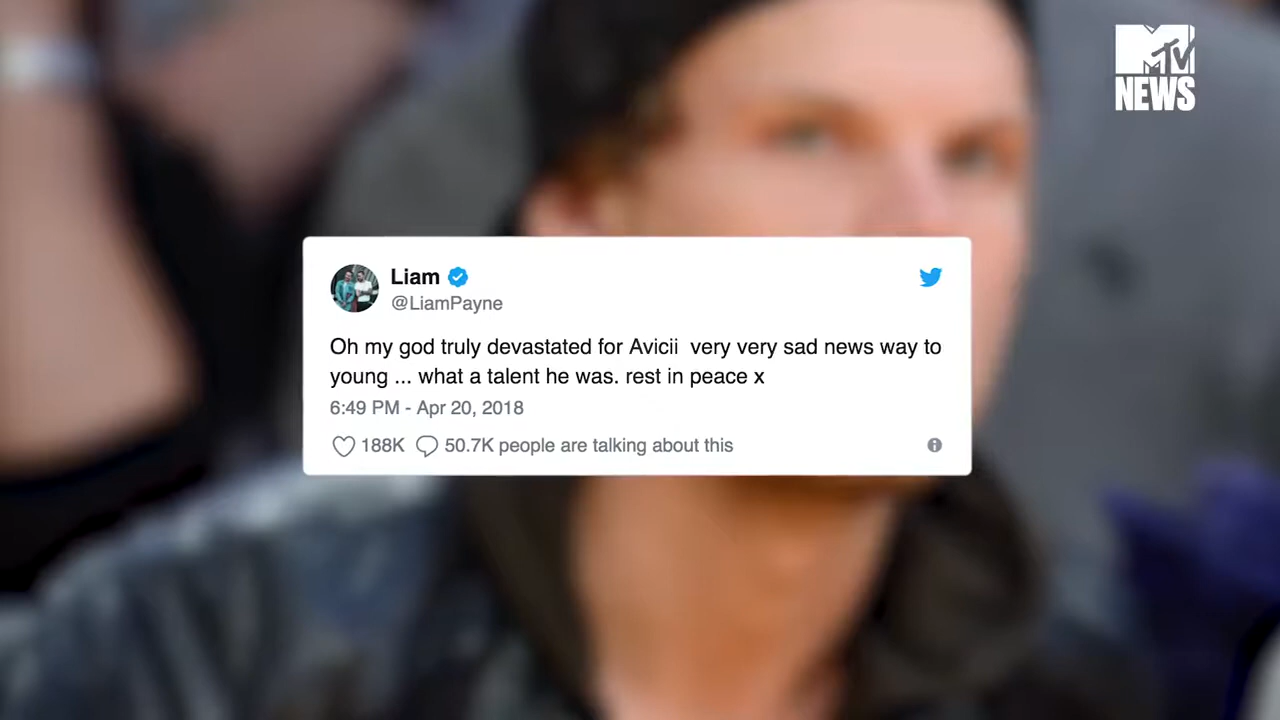 MTV
NEWS
Liam
@LiamPayne
Oh my god truly devastated for Avicii  very very sad news way to
young ... what a talent he was. rest in peace x
6:49 PM - Apr 20, 2018
188K 50.7K people are talking about this